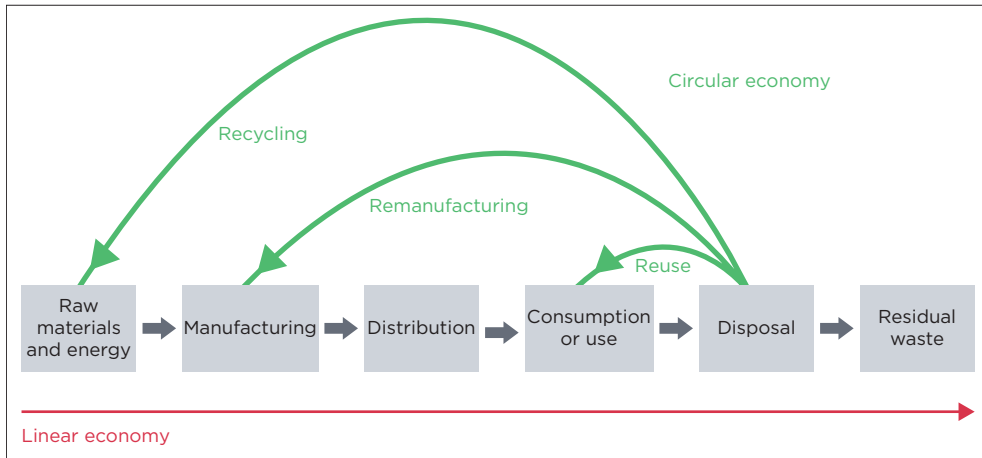 Circular economy
Recycling
Remanufacturing
Reuse
Raw
materials
and energy
Manufacturing
Distribution
Consumption
or use
Disposal
Residual
waste
Linear economy